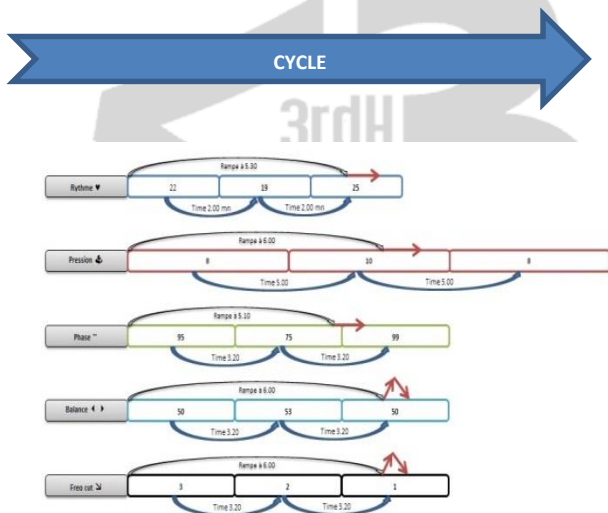 CYCLE
3rdH
Rampe à 5.30
Rythme ♥ 22 19 25
Time 2.00 mn Time 2.00 mn
Rampe à 6.00
Pression 8 10 8
Time 5.00 Time 5.00
Rampe à 5.10
Phase ~ 95 75 99
Time 3.20 Time 3.20
Rampe à 6.00
Balance 50 53 50
Time 3.20 Time 3.20
Rampe à 6.00
Freq cut ↘ 3 2 1
Time 3.20 Time 3.20